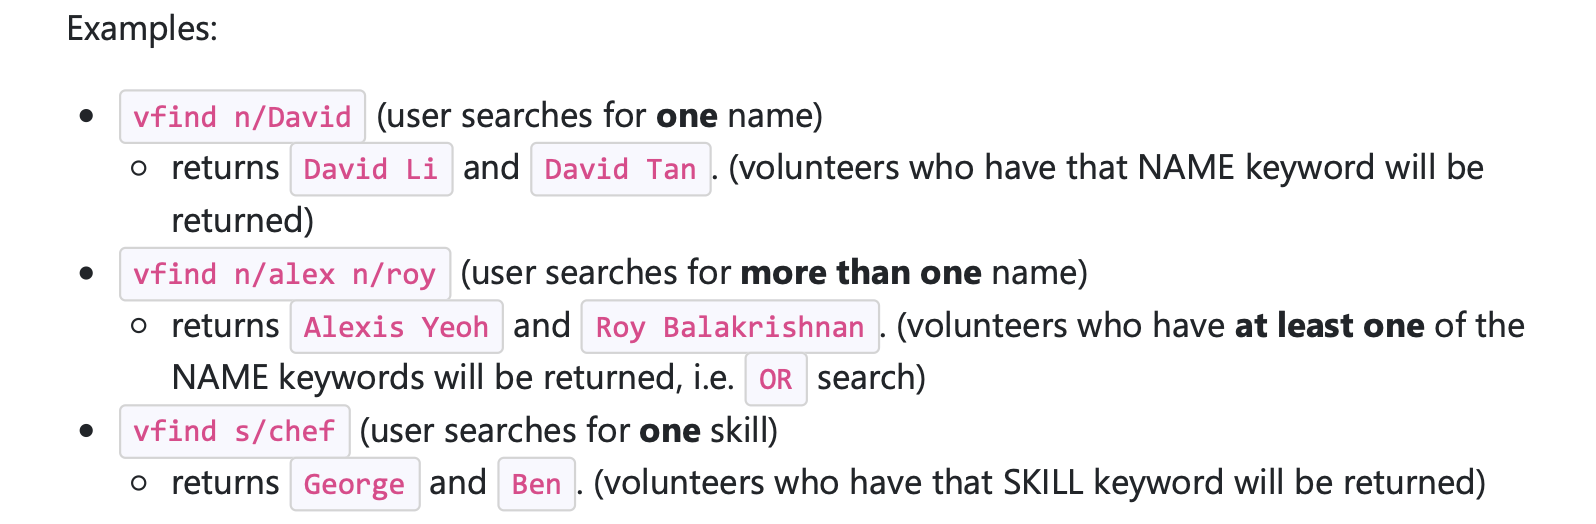 Examples:
• vfind n/David (user searches for one name)
○ returns David Li and David Tan. (volunteers who have that NAME keyword will be
returned)
• vfind n/alex n/roy (user searches for more than one name)
○ returns Alexis Yeoh and Roy Balakrishnan. (volunteers who have at least one of the
NAME keywords will be returned, i.e. OR search)
• vfind s/chef (user searches for one skill)
○ returns George and Ben. (volunteers who have that SKILL keyword will be returned)